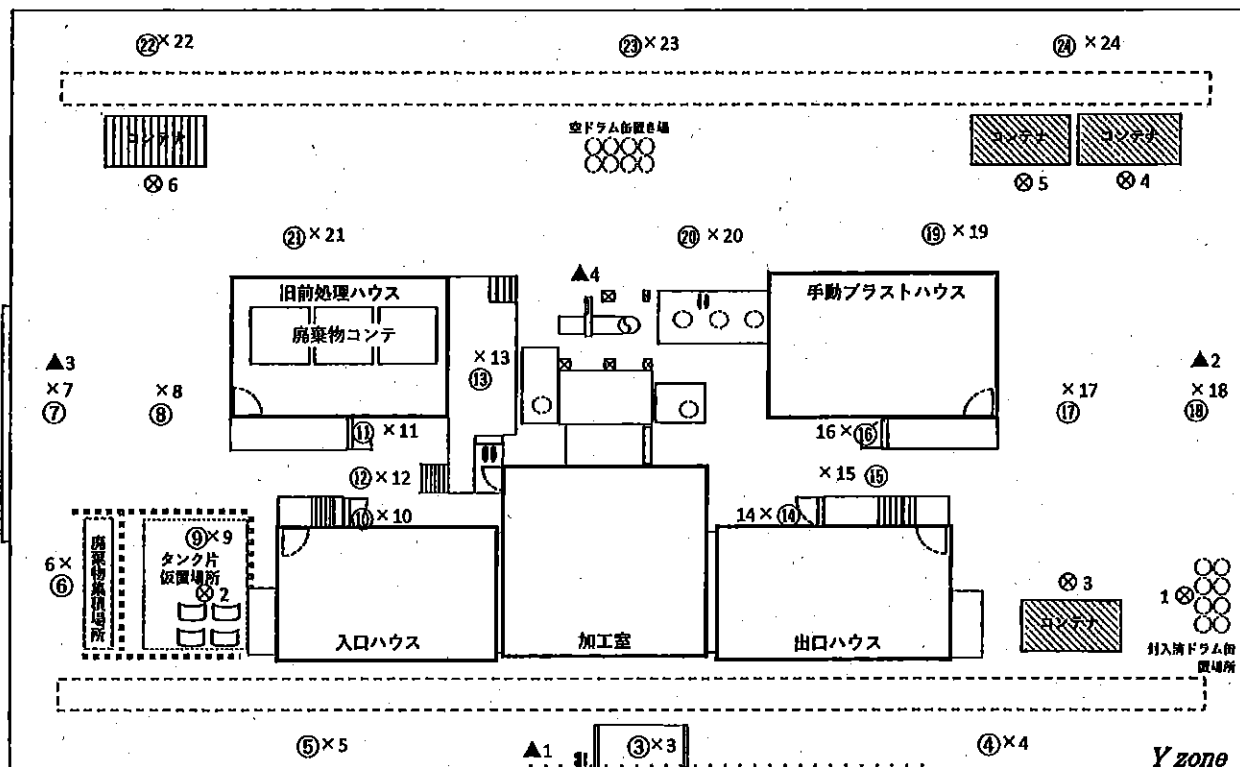 ㉒×22
㉓×23
㉔×24
コンテナ
空ドラム缶置き場
コンテナ
コンテナ
⊗6
⊗5
⊗4
㉑×21
⑳×20
⑲×19
▲4
旧前処理ハウス
手動ブラストハウス
廃棄物コンテ
▲3
×13
▲2
×7
×8
⑬
×17
×18
⑦
⑧
⑰
⑱
⑪×11
16×⑯
⑫×12
×15 ⑮
⑩×10
14×⑭
⑨×9
タンク片
仮置場所
6×
⑥
廃棄物集積場所
⊗2
⊗3
1⊗
入口ハウス
加工室
出口ハウス
コンテナ
封入済ドラム缶
置場所
⑤×5
▲1
③×3
④×4
Y zone